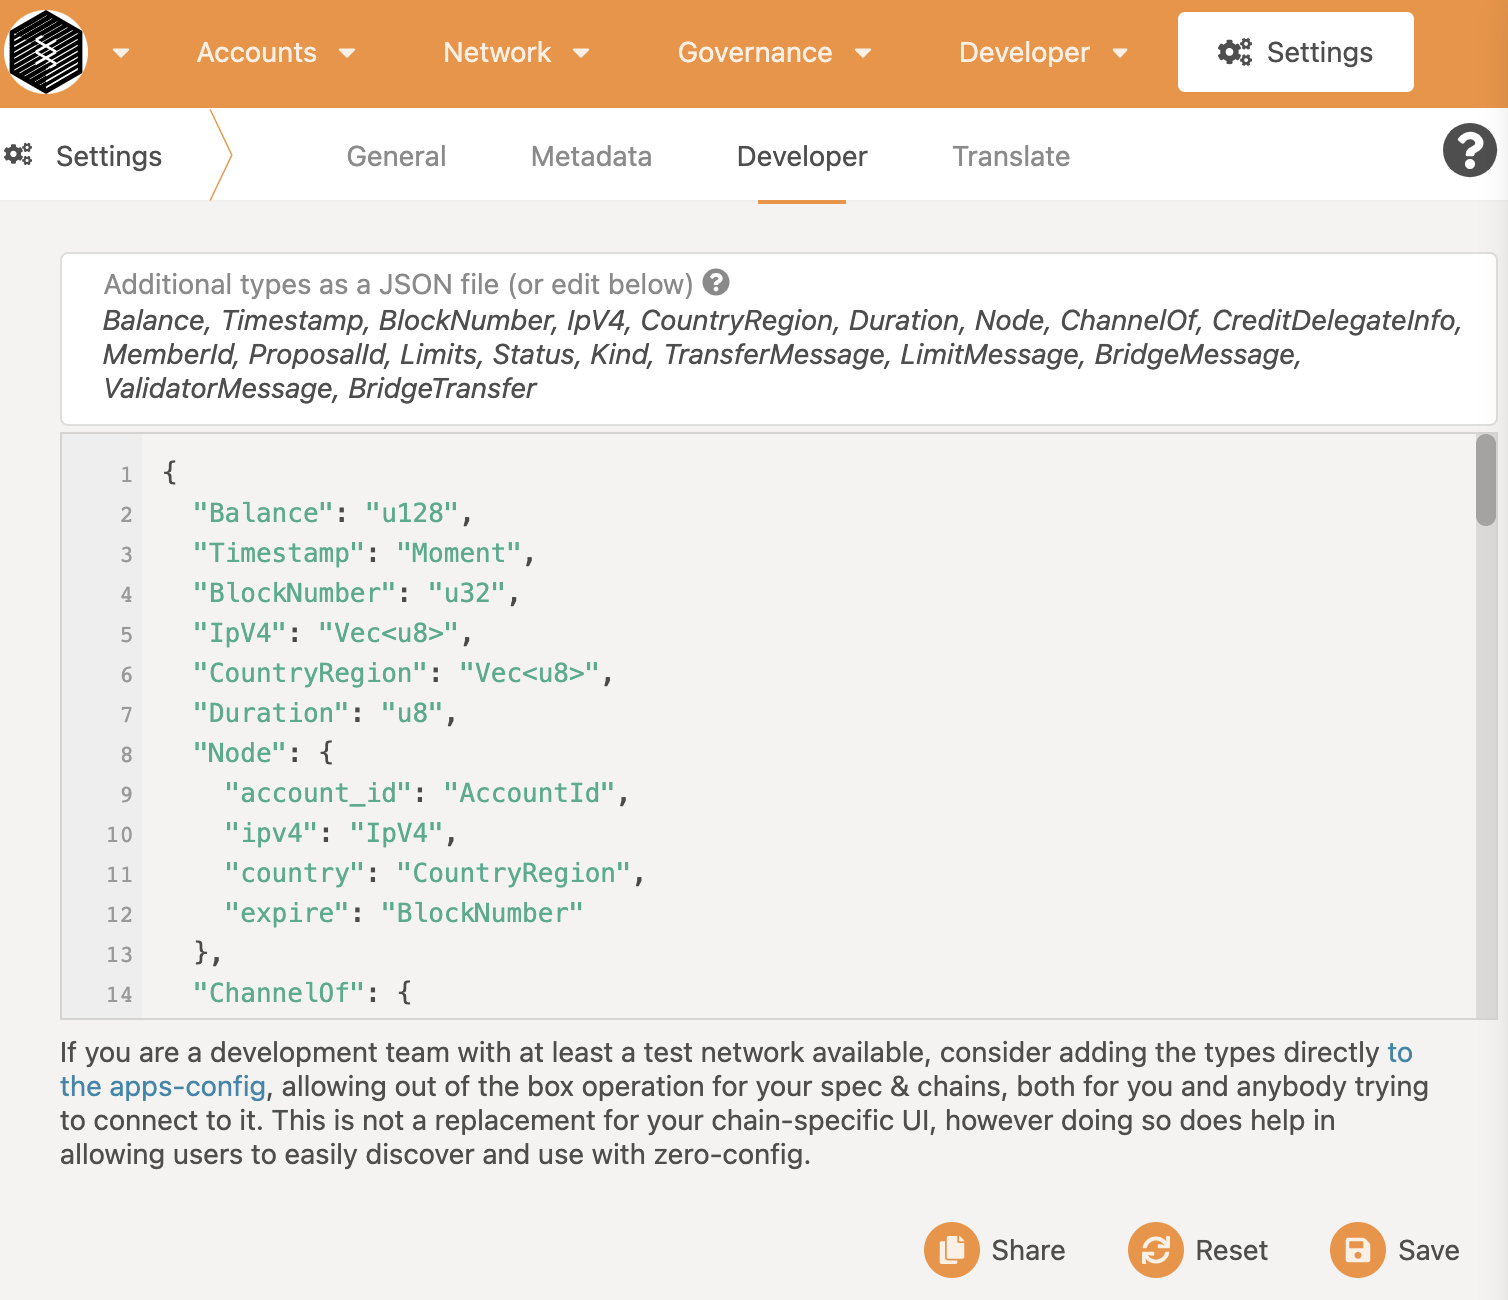 Accounts Network Governance Developer Settings
Settings General Metadata Developer Translate
Additional types as a JSON file (or edit below)
Balance, Timestamp, BlockNumber, IpV4, CountryRegion, Duration, Node, ChannelOf, CreditDelegateInfo,
MemberId, ProposalId, Limits, Status, Kind, TransferMessage, LimitMessage, BridgeMessage,
ValidatorMessage, BridgeTransfer
1 {
2 "Balance": "u128",
3 "Timestamp": "Moment",
4 "BlockNumber": "u32",
5 "IpV4": "Vec<u8>",
6 "CountryRegion": "Vec<u8>",
7 "Duration": "u8",
8 "Node": {
9 "account_id": "AccountId",
10 "ipv4": "IpV4",
11 "country": "CountryRegion",
12 "expire": "BlockNumber"
13 },
14 "ChannelOf": {
If you are a development team with at least a test network available, consider adding the types directly to
the apps-config, allowing out of the box operation for your spec & chains, both for you and anybody trying
to connect to it. This is not a replacement for your chain-specific UI, however doing so does help in
allowing users to easily discover and use with zero-config.
Share Reset Save